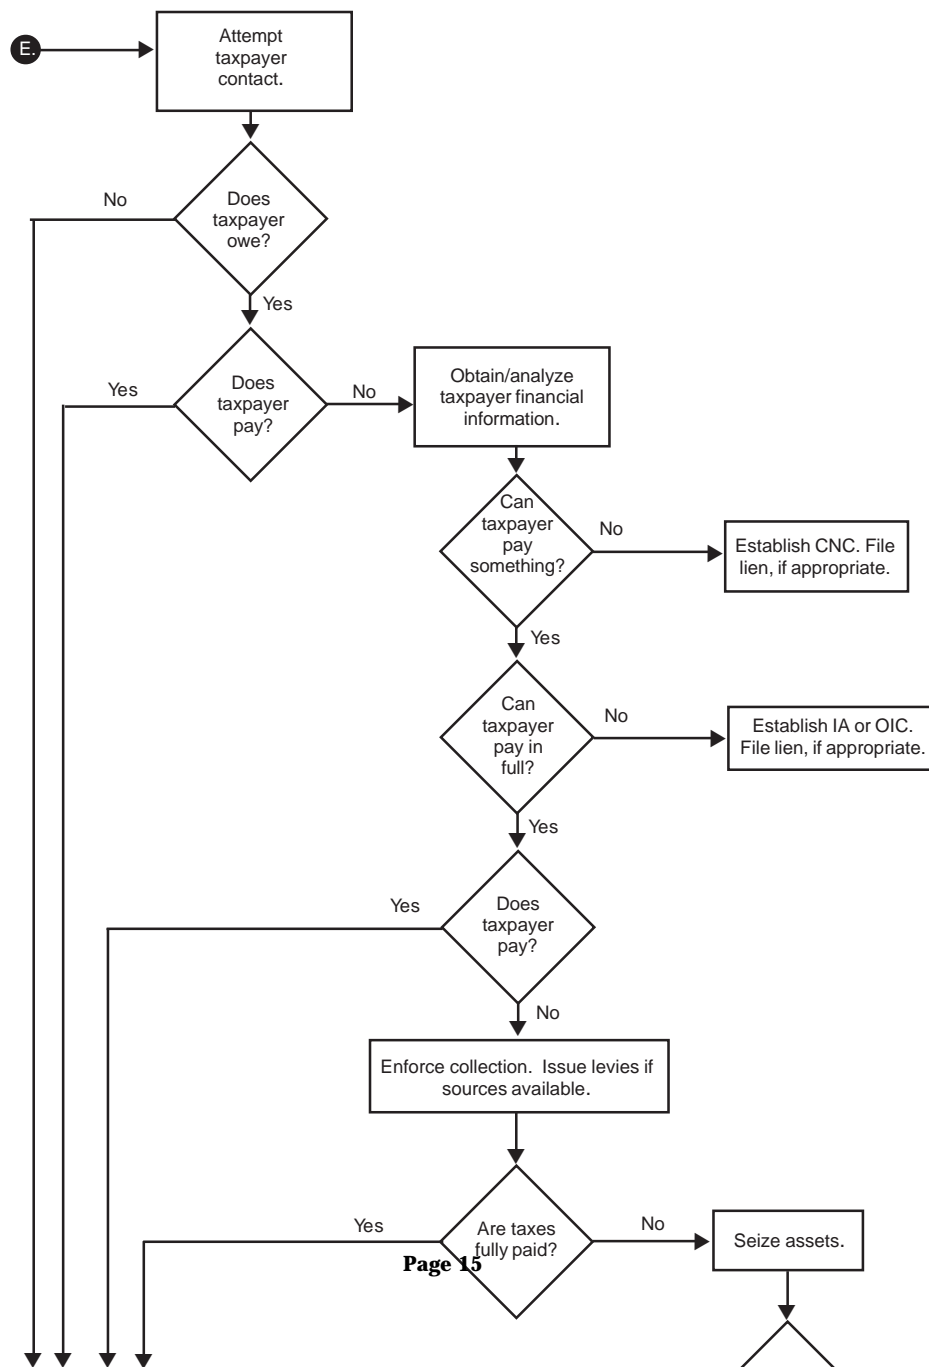 E.
Attempt
taxpayer
contact.
No
Does
taxpayer
owe?
Yes
Yes
Does
taxpayer
pay?
No
Obtain/analyze
taxpayer financial
information.
Can
taxpayer
pay
something?
No
Establish CNC. File
lien, if appropriate.
Yes
Can
taxpayer
pay in
full?
No
Establish IA or OIC.
File lien, if appropriate.
Yes
Yes
Does
taxpayer
pay?
No
Enforce collection.  Issue levies if
sources available.
Yes
Are taxes
fully paid?
No
Seize assets.
Page 15